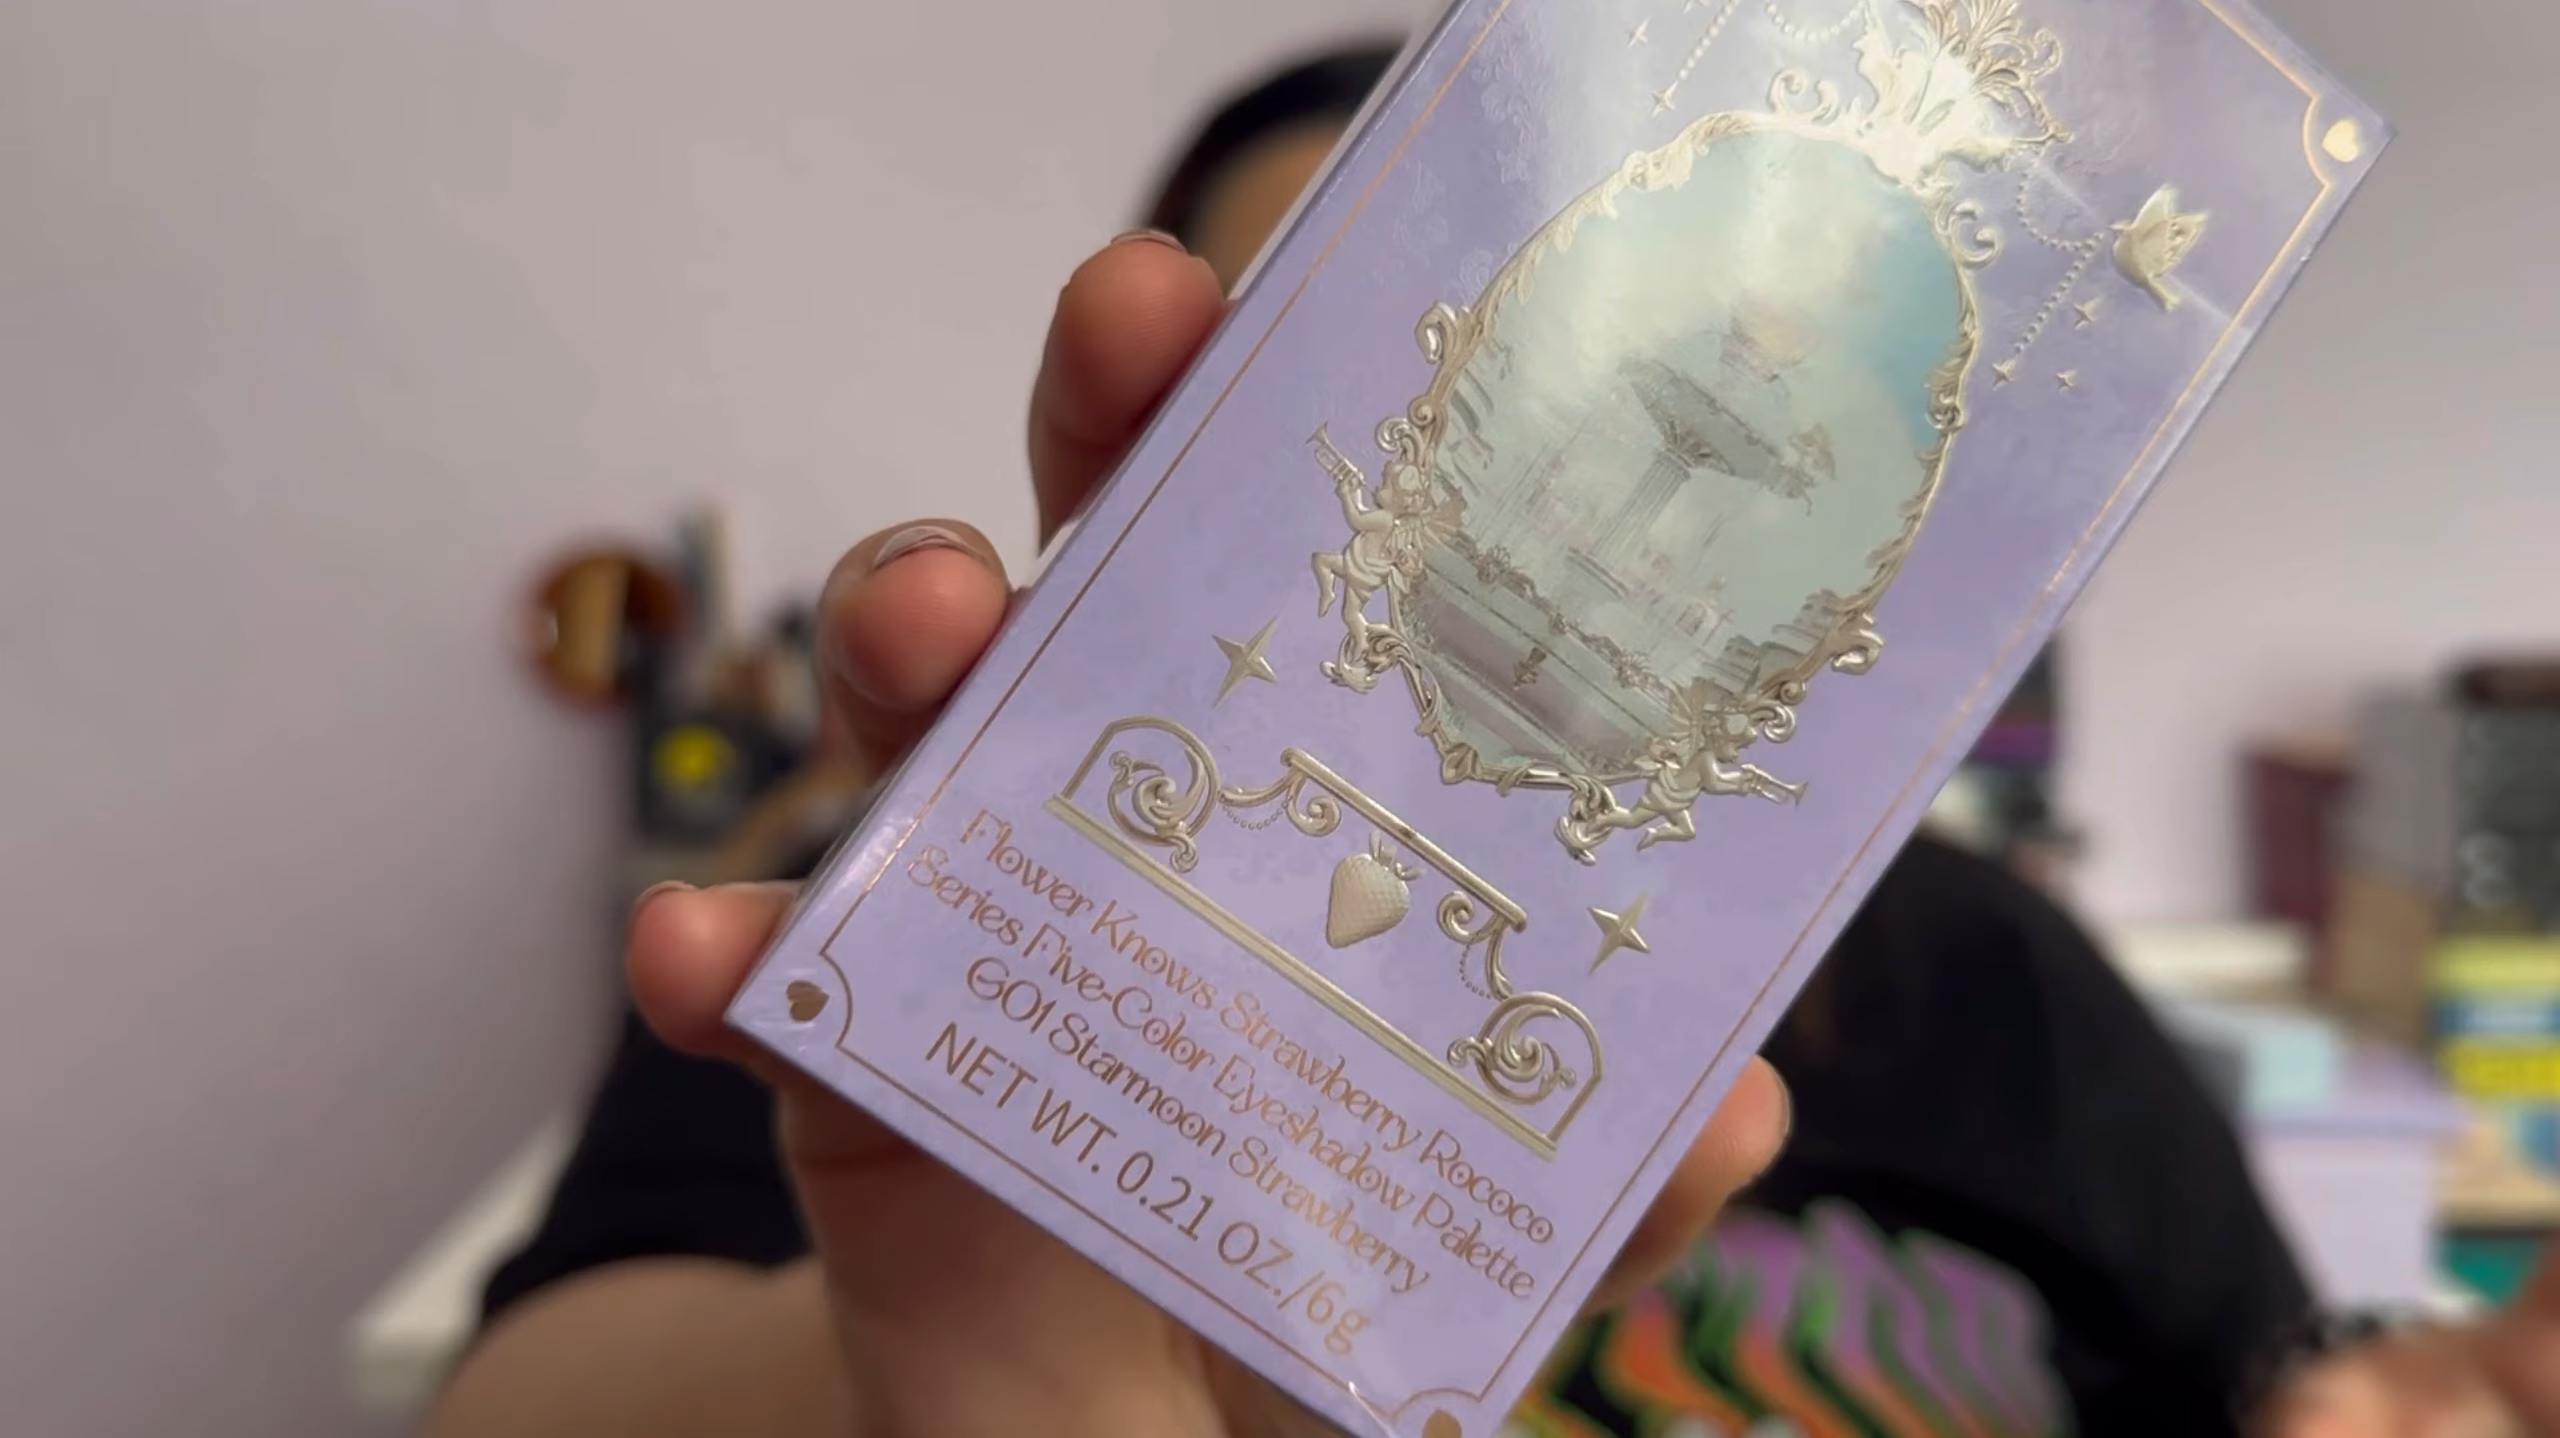 Flower Knows Strawberry Rococo
Series Five-Color Eyeshadow Palette
G01 Starmoon Strawberry
NET WT. 0.21 OZ./6g